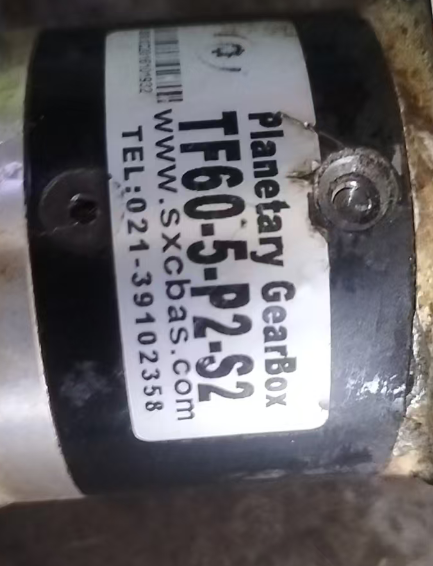 Planetary GearBox
TF60-5-P2-S2
www.sxcbas.com
TEL:021-39102358